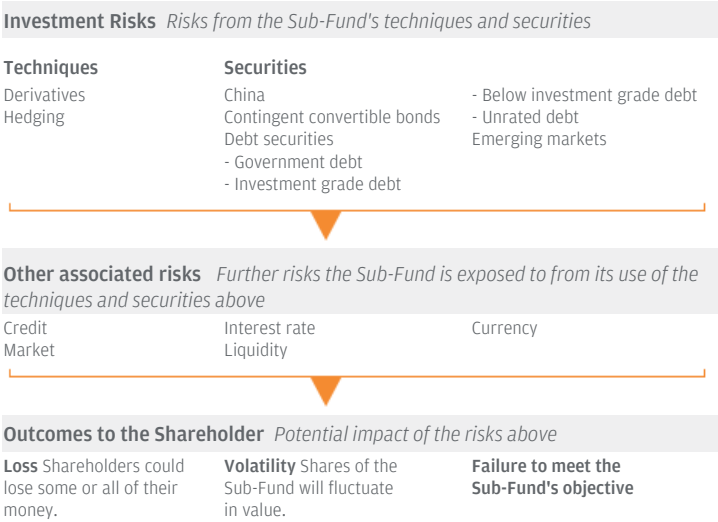 Investment Risks Risks from the Sub-Fund's techniques and securities
Techniques
Derivatives
Hedging
Securities
China
Contingent convertible bonds
Debt securities
- Government debt
- Investment grade debt
- Below investment grade debt
- Unrated debt
Emerging markets
Other associated risks Further risks the Sub-Fund is exposed to from its use of the
techniques and securities above
Credit
Market
Interest rate
Liquidity
Currency
Outcomes to the Shareholder Potential impact of the risks above
Loss Shareholders could
lose some or all of their
money.
Volatility Shares of the
Sub-Fund will fluctuate
in value.
Failure to meet the
Sub-Fund's objective